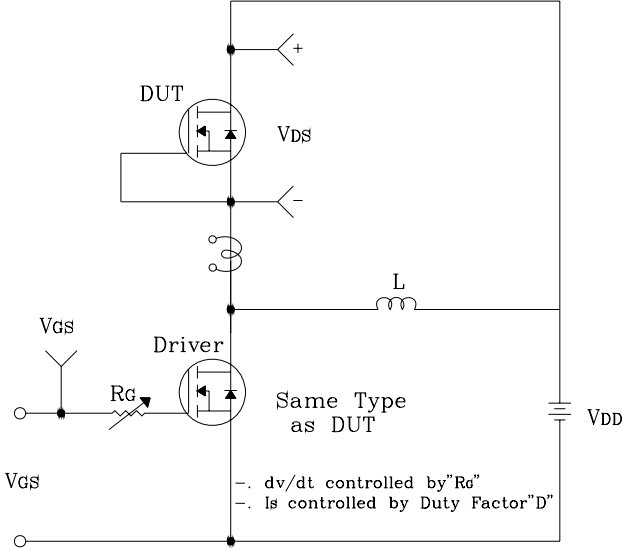 +
DUT
VDS
-
L
VGS
Driver
RG
Same Type
as DUT
VDD
VGS
-. dv/dt controlled by"RG"
-. Is controlled by Duty Factor"D"